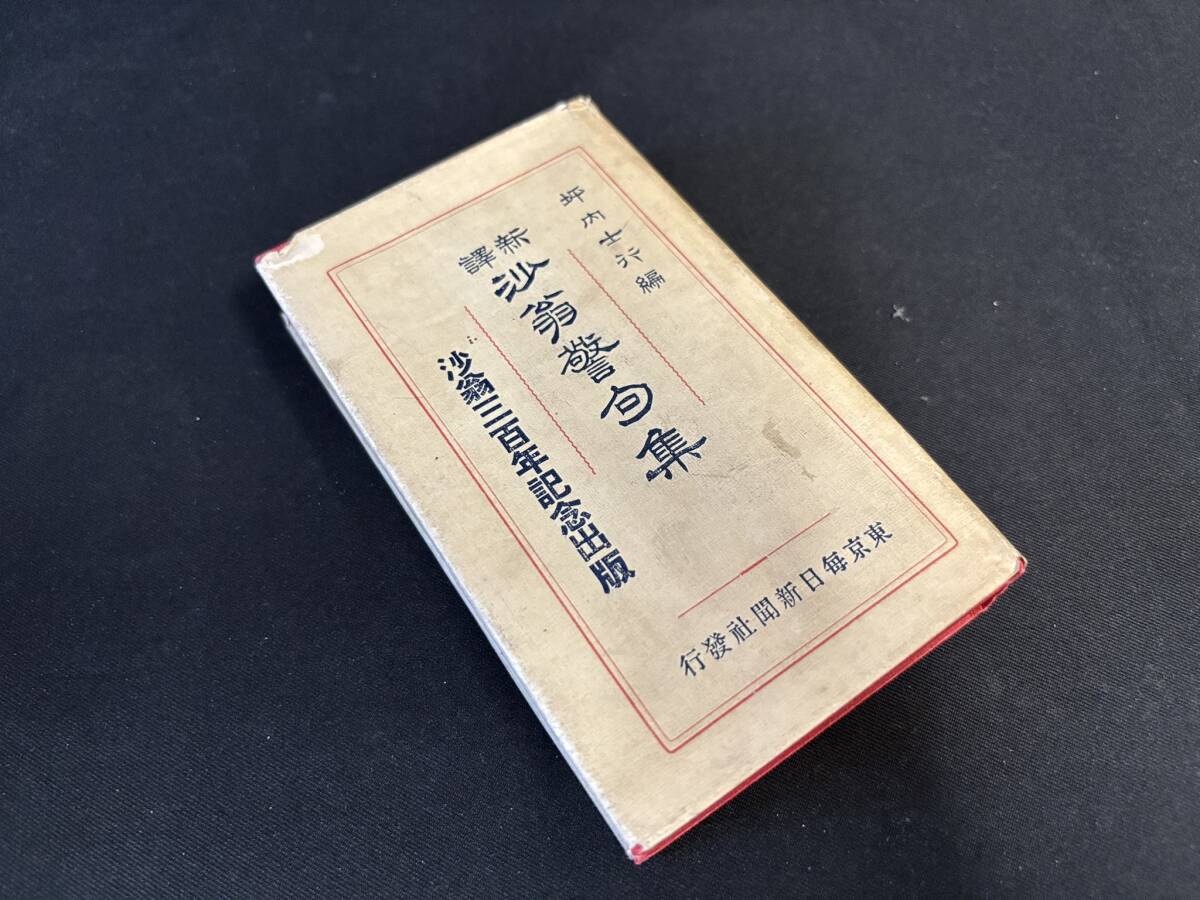 坪内士行編
新譯
沙翁警句集
沙翁三百年記念出版
東京每日新聞社發行